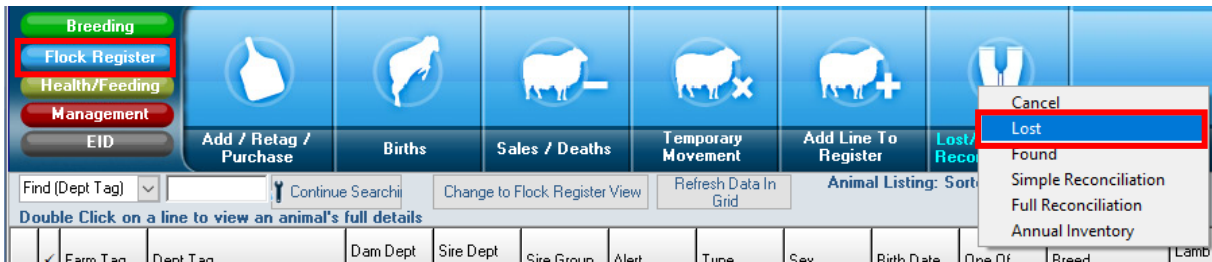 Breeding
Flock Register
Health/Feeding
Management
EID
Add / Retag /
Purchase
Births
Sales / Deaths
Temporary
Movement
Add Line To
Register
Lost/
Cancel
Lost
Found
Simple Reconciliation
Full Reconciliation
Annual Inventory
Find (Dept Tag)
Continue Searchi
Change to Flock Register View
Refresh Data In
Grid
Animal Listing:
Double Click on a line to view an animal's full details
✓ Farm Tag Dept Tag Dam Dept Sire Dept Sire Group Alert Type Sex Birth Date One Of Breed Lamb